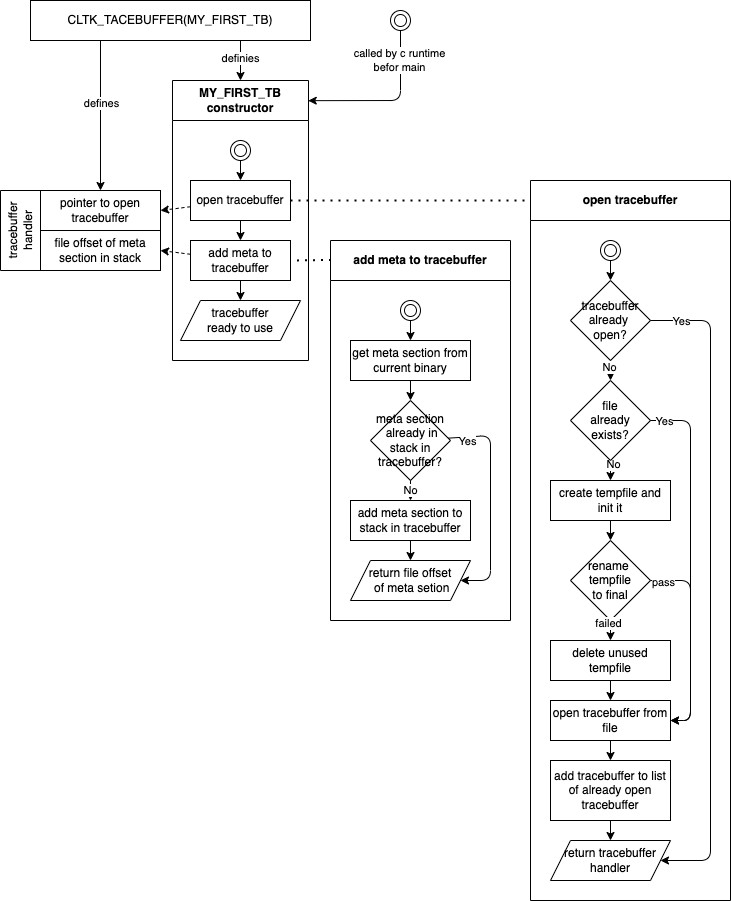 CLTK_TACEBUFFER(MY_FIRST_TB)
defines
definies
called by c runtime
befor main
MY_FIRST_TB
constructor
tracebuffer
handler
pointer to open
tracebuffer
file offset of meta
section in stack
open tracebuffer
add meta to
tracebuffer
tracebuffer
ready to use
add meta to tracebuffer
get meta section from
current binary
meta section
already in
stack in
tracebuffer?
Yes
No
add meta section to
stack in tracebuffer
return file offset
of meta setion
open tracebuffer
tracebuffer
already
open?
Yes
No
file
already
exists?
Yes
No
create tempfile and
init it
rename
tempfile
to final
pass
failed
delete unused
tempfile
open tracebuffer from
file
add tracebuffer to list
of already open
tracebuffer
return tracebuffer
handler